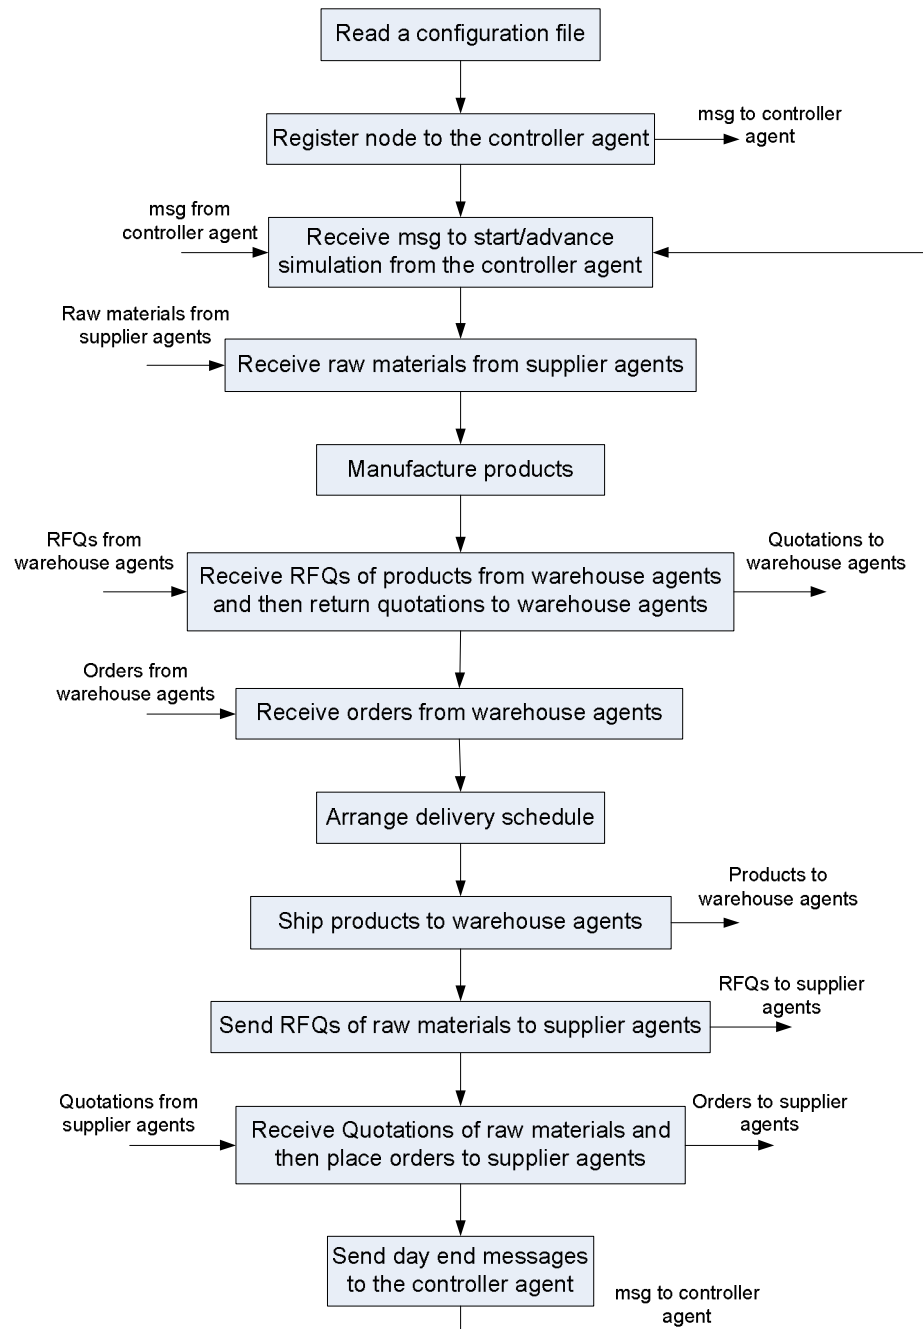 Read a configuration file
Register node to the controller agent
msg to controller
agent
msg from
controller agent
Receive msg to start/advance
simulation from the controller agent
Raw materials from
supplier agents
Receive raw materials from supplier agents
Manufacture products
RFQs from
warehouse agents
Receive RFQs of products from warehouse agents
and then return quotations to warehouse agents
Quotations to
warehouse agents
Orders from
warehouse agents
Receive orders from warehouse agents
Arrange delivery schedule
Products to
warehouse agents
Ship products to warehouse agents
RFQs to supplier
agents
Send RFQs of raw materials to supplier agents
Quotations from
supplier agents
Receive Quotations of raw materials and
then place orders to supplier agents
Orders to supplier
agents
Send day end messages
to the controller agent
msg to controller
agent